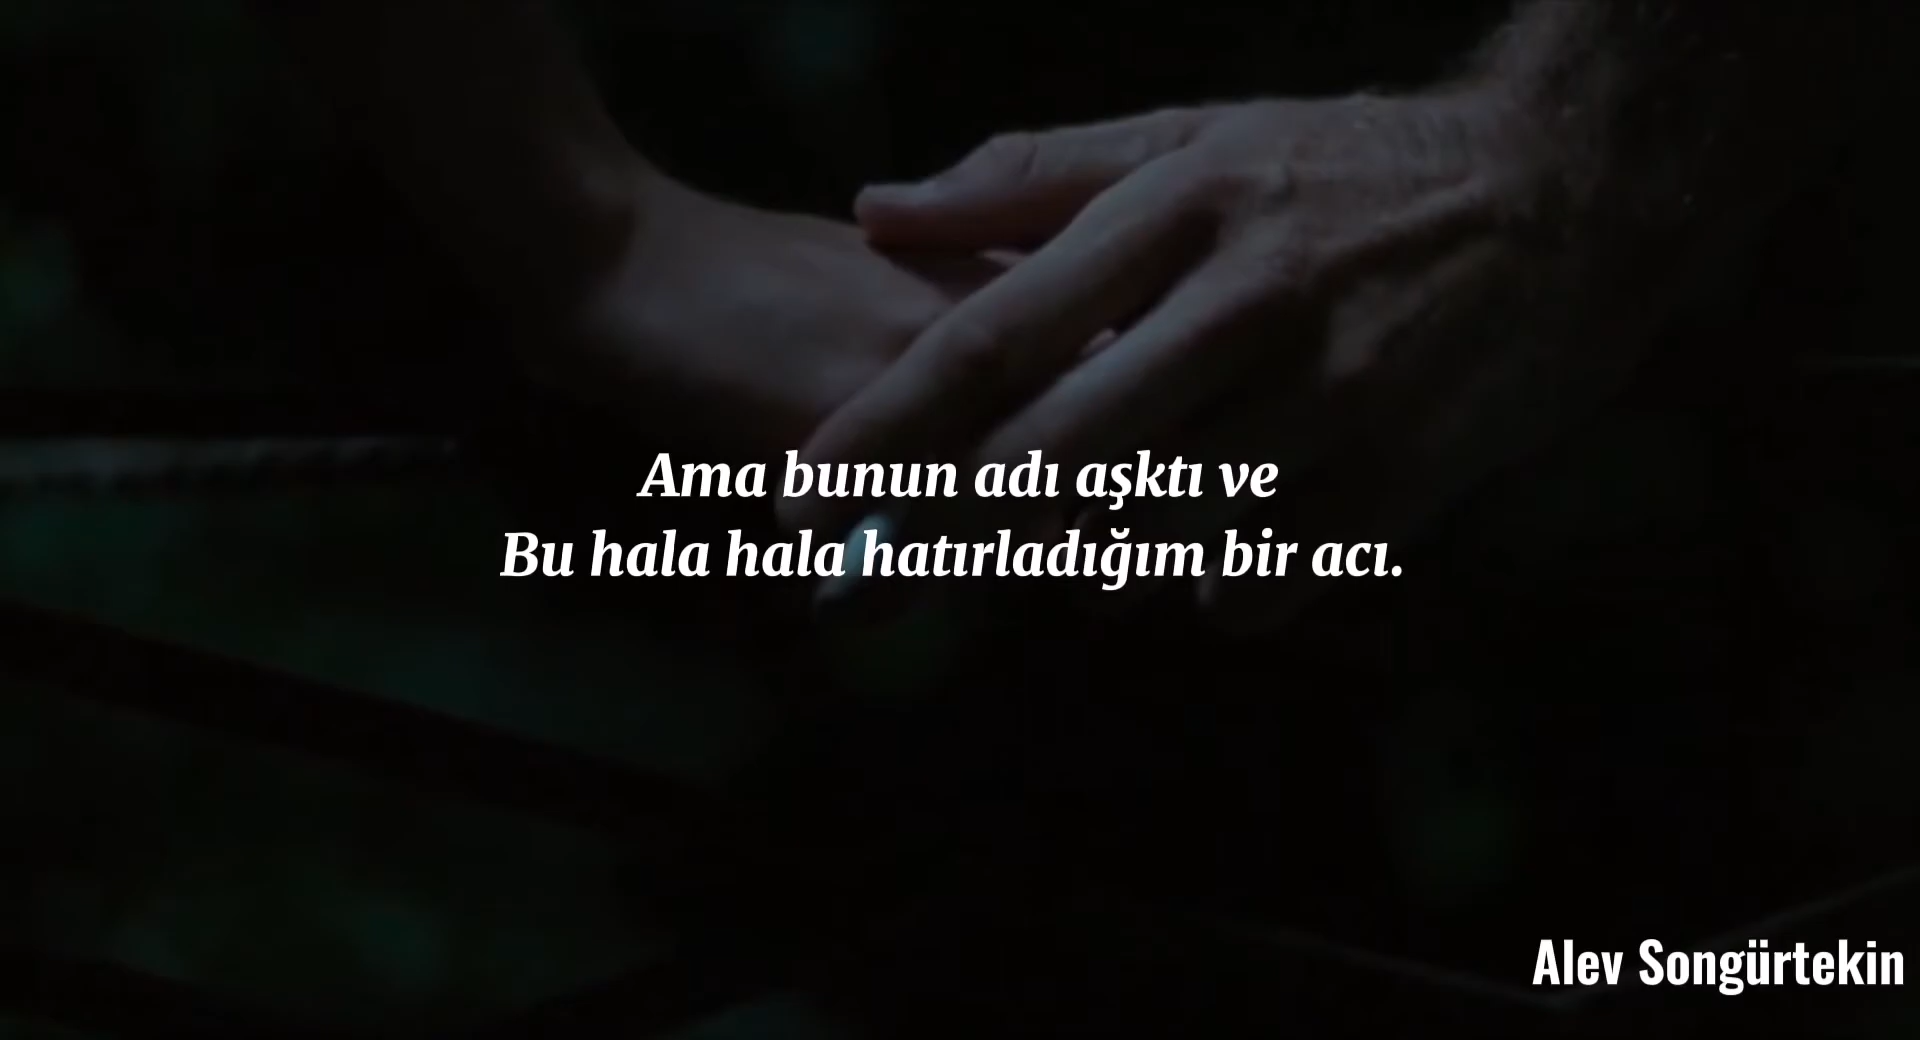 Ama bunun adı aşktı ve
Bu hala hala hatırladığım bir acı.
Alev Songürtekin